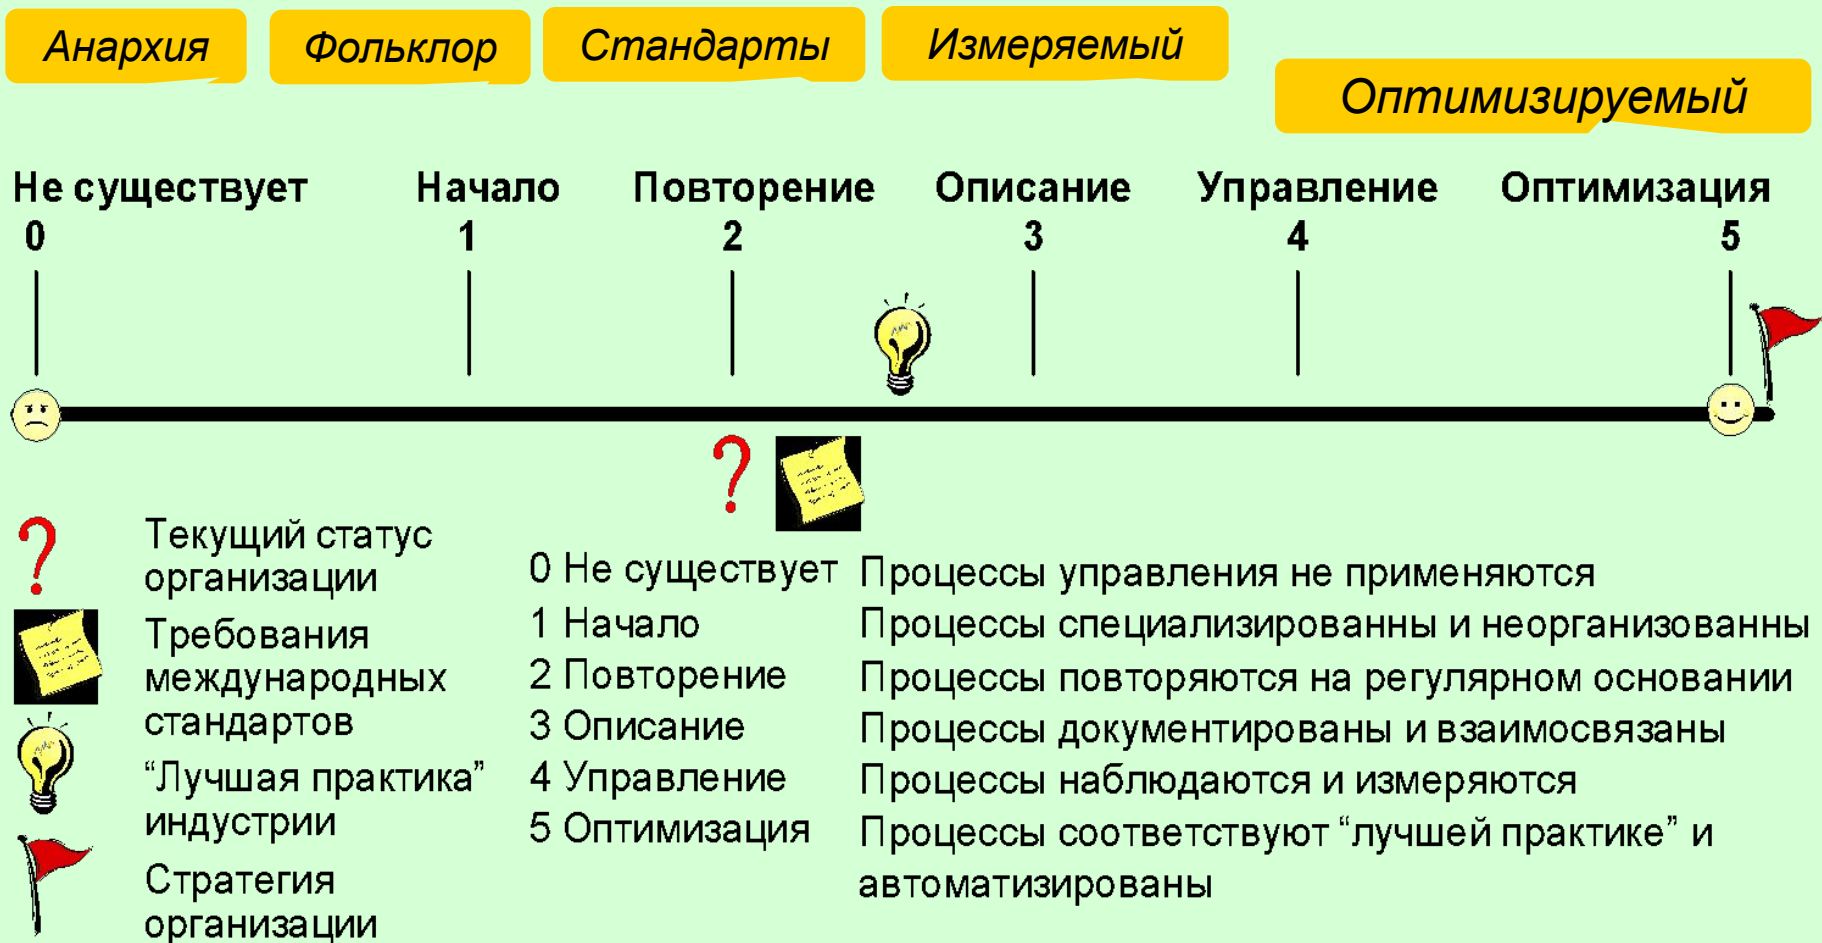 Анархия
Фольклор
Стандарты
Измеряемый
Оптимизируемый
Не существует
Начало
Повторение
Описание
Управление
Оптимизация
0
1
2
3
4
5
Текущий статус
организации
Требования
международных
стандартов
“Лучшая практика”
индустрии
Стратегия
организации
0 Не существует Процессы управления не применяются
1 Начало Процессы специализированны и неорганизованны
2 Повторение Процессы повторяются на регулярном основании
3 Описание Процессы документированы и взаимосвязаны
4 Управление Процессы наблюдаются и измеряются
5 Оптимизация Процессы соответствуют “лучшей практике” и
автоматизированы